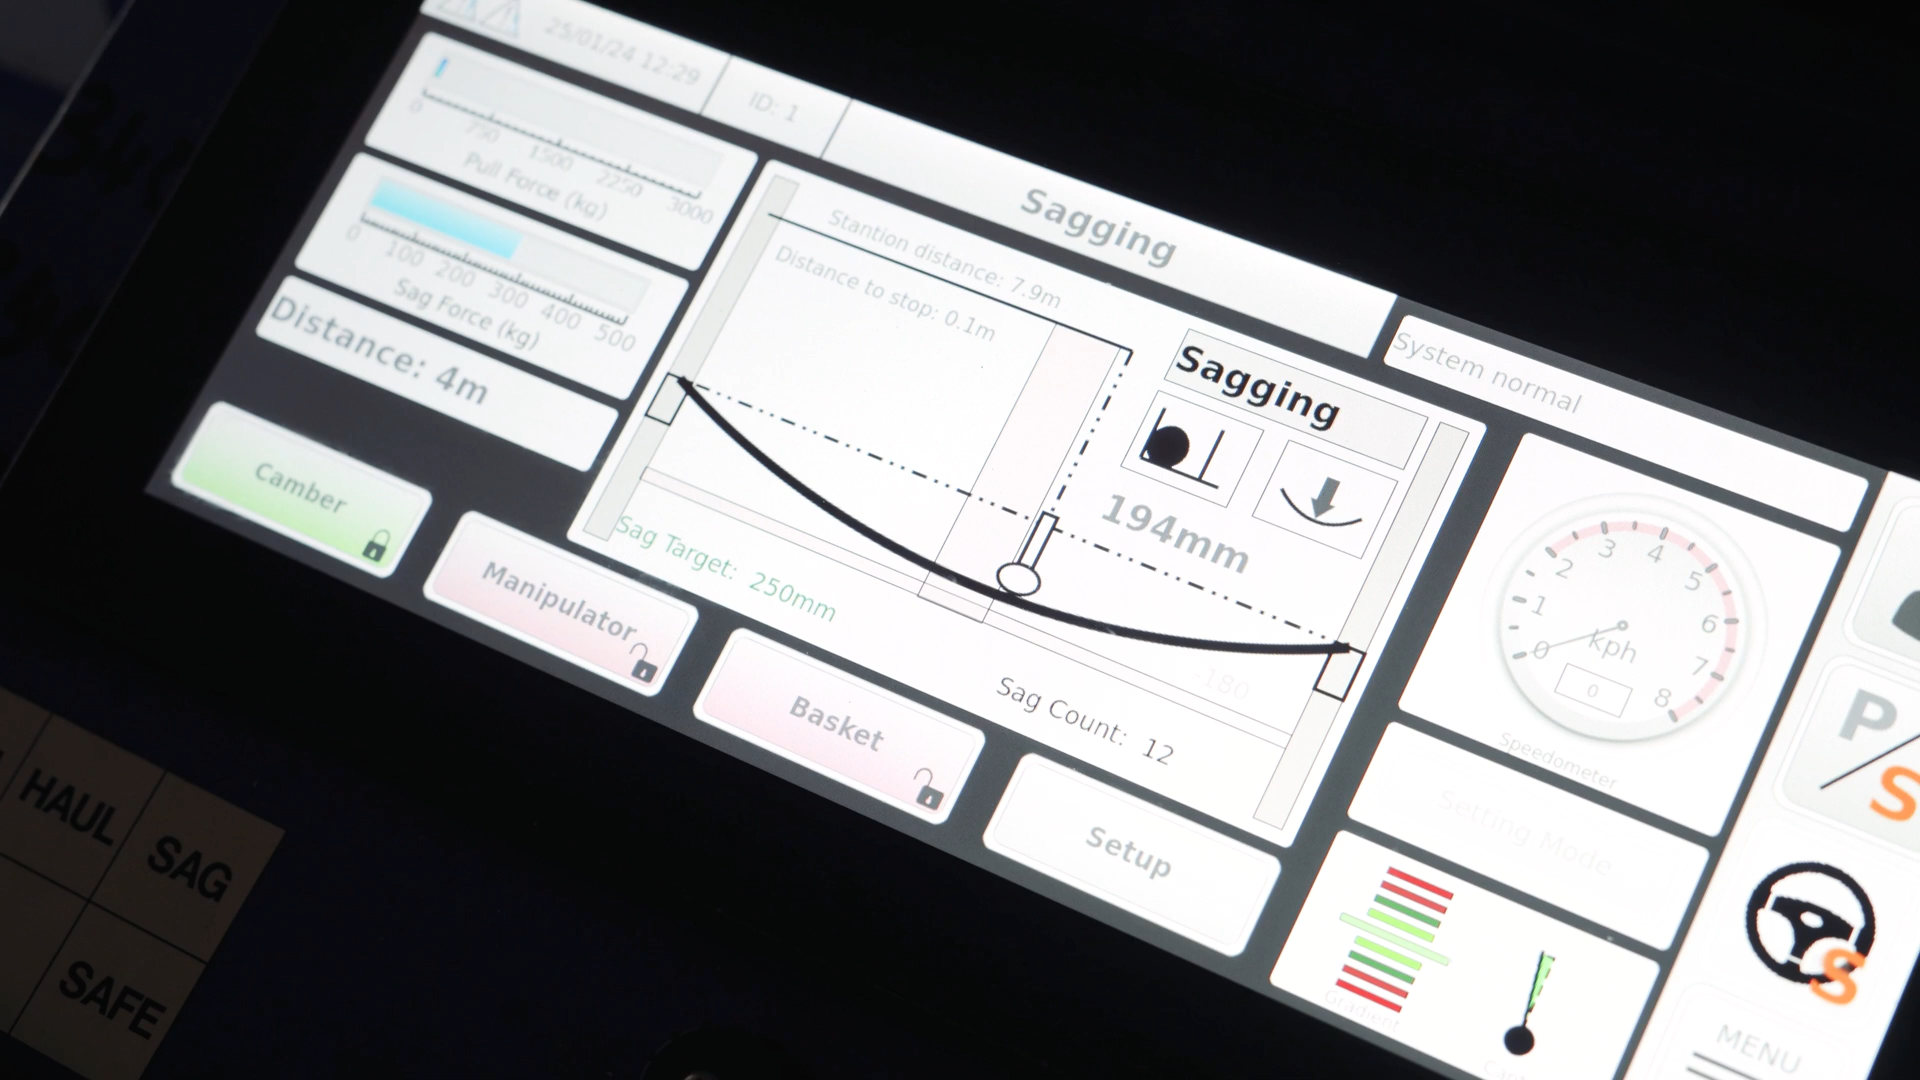 25/01/24 12:29
ID: 1
Sagging
System normal
0 750 1500 2250 3000
Pull Force (kg)
0 100 200 300 400 500
Sag Force (kg)
Distance: 4m
Stantion distance: 7.9m
Distance to stop: 0.1m
Sagging
194mm
Sag Target: 250mm
-180
Sag Count: 12
Camber
Manipulator
Basket
Setup
0 1 2 3 4 5 6 7 8
kph
0
Speedometer
Setting Mode
Gradient
P/S
S
MENU
HAUL
SAG
SAFE